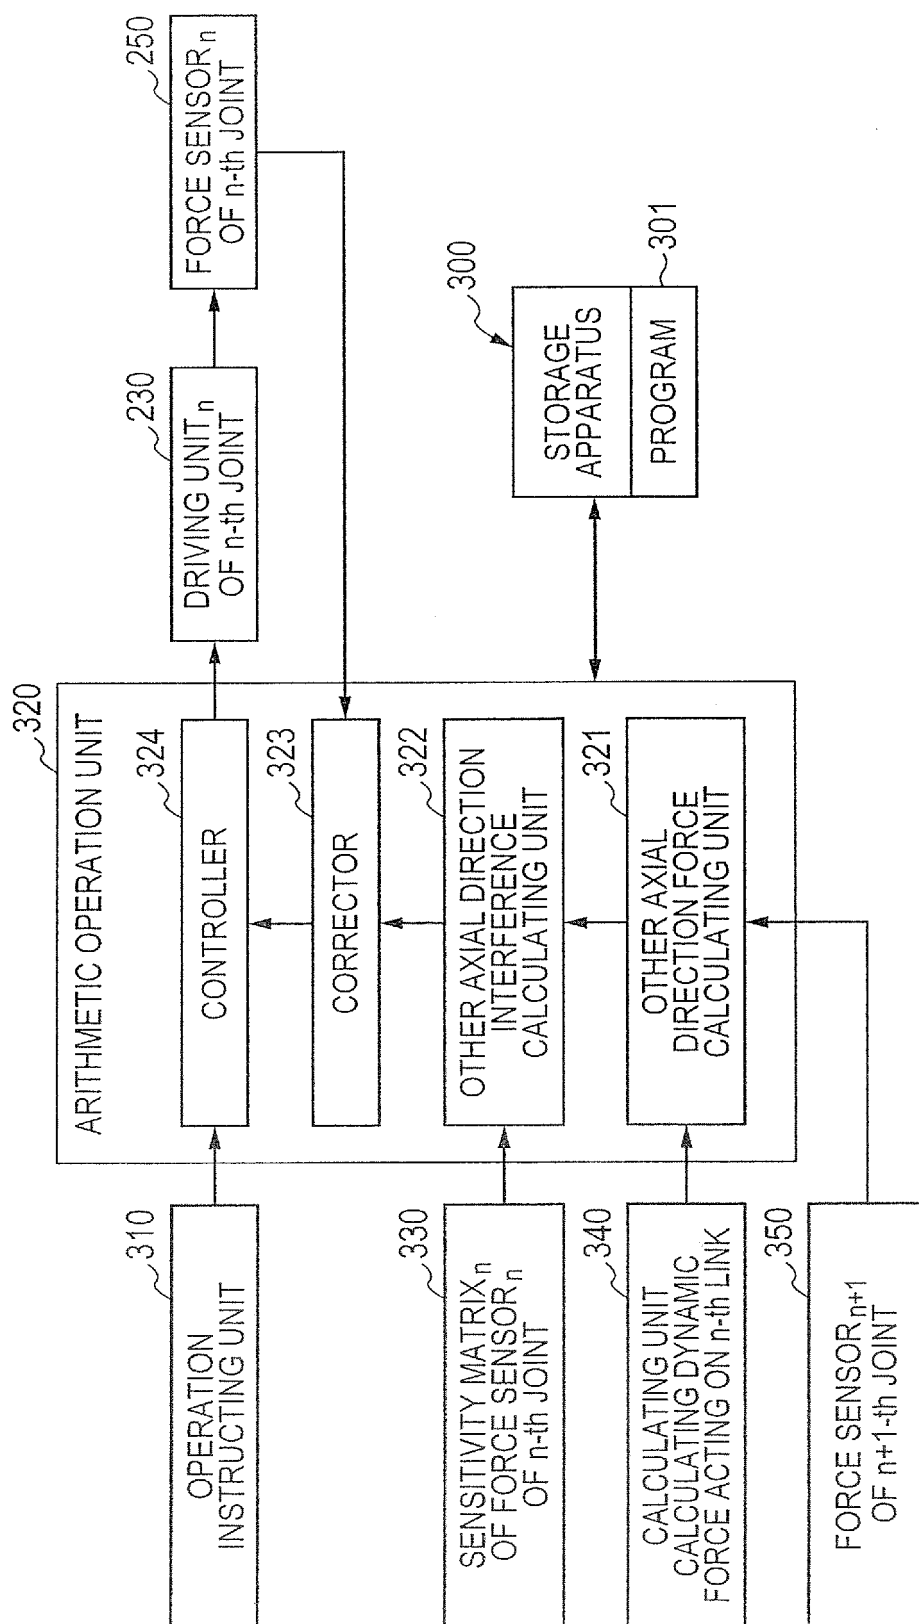 310
OPERATION
INSTRUCTING UNIT
320
ARITHMETIC OPERATION UNIT
324
CONTROLLER
230
DRIVING UNITn
OF n-th JOINT
250
FORCE SENSORn
OF n-th JOINT
323
CORRECTOR
330
SENSITIVITY MATRIXn
OF FORCE SENSORn
OF n-th JOINT
322
OTHER AXIAL DIRECTION
INTERFERENCE
CALCULATING UNIT
340
CALCULATING UNIT
CALCULATING DYNAMIC
FORCE ACTING ON n-th LINK
321
OTHER AXIAL
DIRECTION FORCE
CALCULATING UNIT
300
STORAGE
APPARATUS
301
PROGRAM
350
FORCE SENSORn+1
OF n+1-th JOINT